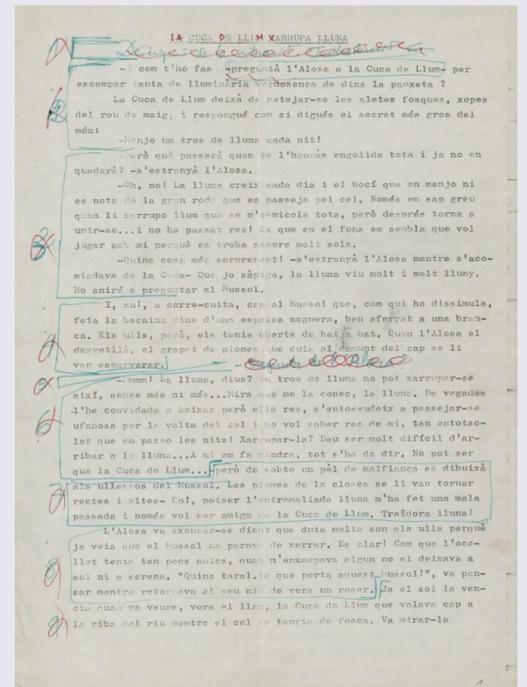 LA CUCA DE LLUM XARRUPA LLUNA
-I com t'ho fas -preguntà l'Alosa a la Cuca de Llum- per
escampar tanta de lluminària verdosenca de dins la panxeta ?
La Cuca de Llum deixà de netejar-se les aletes fosques, xopes
del rou de maig, i respongué com si digués el secret més gros del
món:
-Menjo un tros de lluna cada nit!
-Però què passarà quan te l'hauràs engolida tota i ja no en
quedarà? -s'estranyà l'Alosa.
-Oh, no! La lluna creix cada dia i el bocí que en menjo ni
es nota de la gran roda que es passeja pel cel. Només em sap greu
quan li xarrupo llum que se m'esmicola tota, però després torna a
unir-se...i no ha passat res! Es que en el fons em sembla que vol
jugar amb mi perquè es troba sempre molt sola.
-Quina cosa més sorprenent! -s'estranyà l'Alosa mentre s'aco-
miadava de la Cuca- Que jo sàpiga, la lluna viu molt i molt lluny.
Ho aniré a preguntar al Mussol.
I, au!, a corre-cuita, cap al Mussol que, com qui ho dissimula,
feia la bacaina dins d'una espessa noguera, ben aferrat a una bran-
ca. Els ulls, però, els tenia oberts de bat a bat. Quan l'Alosa el
desvetllà, el grapat de plomes que duia al damunt del cap se li
van esparverar.
-Hmmm! La lluna, dius? Un tros de lluna no pot xarrupar-se
així, sense més ni més...Mira que me la conec, la lluna. De vegades
l'he convidada a baixar però ella res, s'entossudeix a passejar-se
ufanosa per la volta del cel i no vol saber res de mi, tan entotso-
lat que em passo les nits! Xarrupar-la? Deu ser molt difícil d'ar-
ribar a la lluna...A mi em fa mandra, tot s'ha de dir. No pot ser
que la Cuca de Llum... però de sobte un pèl de malfiança es dibuixà
als ullassos del Mussol. Les plomes de la closca se li van tornar
rectes i altes- Ep!, potser l'entremaliada lluna m'ha fet una mala
passada i només vol ser amiga de la Cuca de Llum. Traïdora lluna!
L'Alosa va excusar-se dient que duia molta son als ulls perquè
ja veia que el Mussol no parava de xerrar. Es clar! Com que l'oce-
llot tenia tan pocs amics, quan n'enxampava algun no el deixava a
sol ni a serena. "Quina taral.la que porta aquest Mussol!", va pen-
sar mentre retornava al seu niu de vora un roser. Ja el sol la ven-
cia quan va veure, vora el llac, la Cuca de Llum que volava cap a
la riba del riu mentre el cel es tenyia de fosca. Va mirar-la